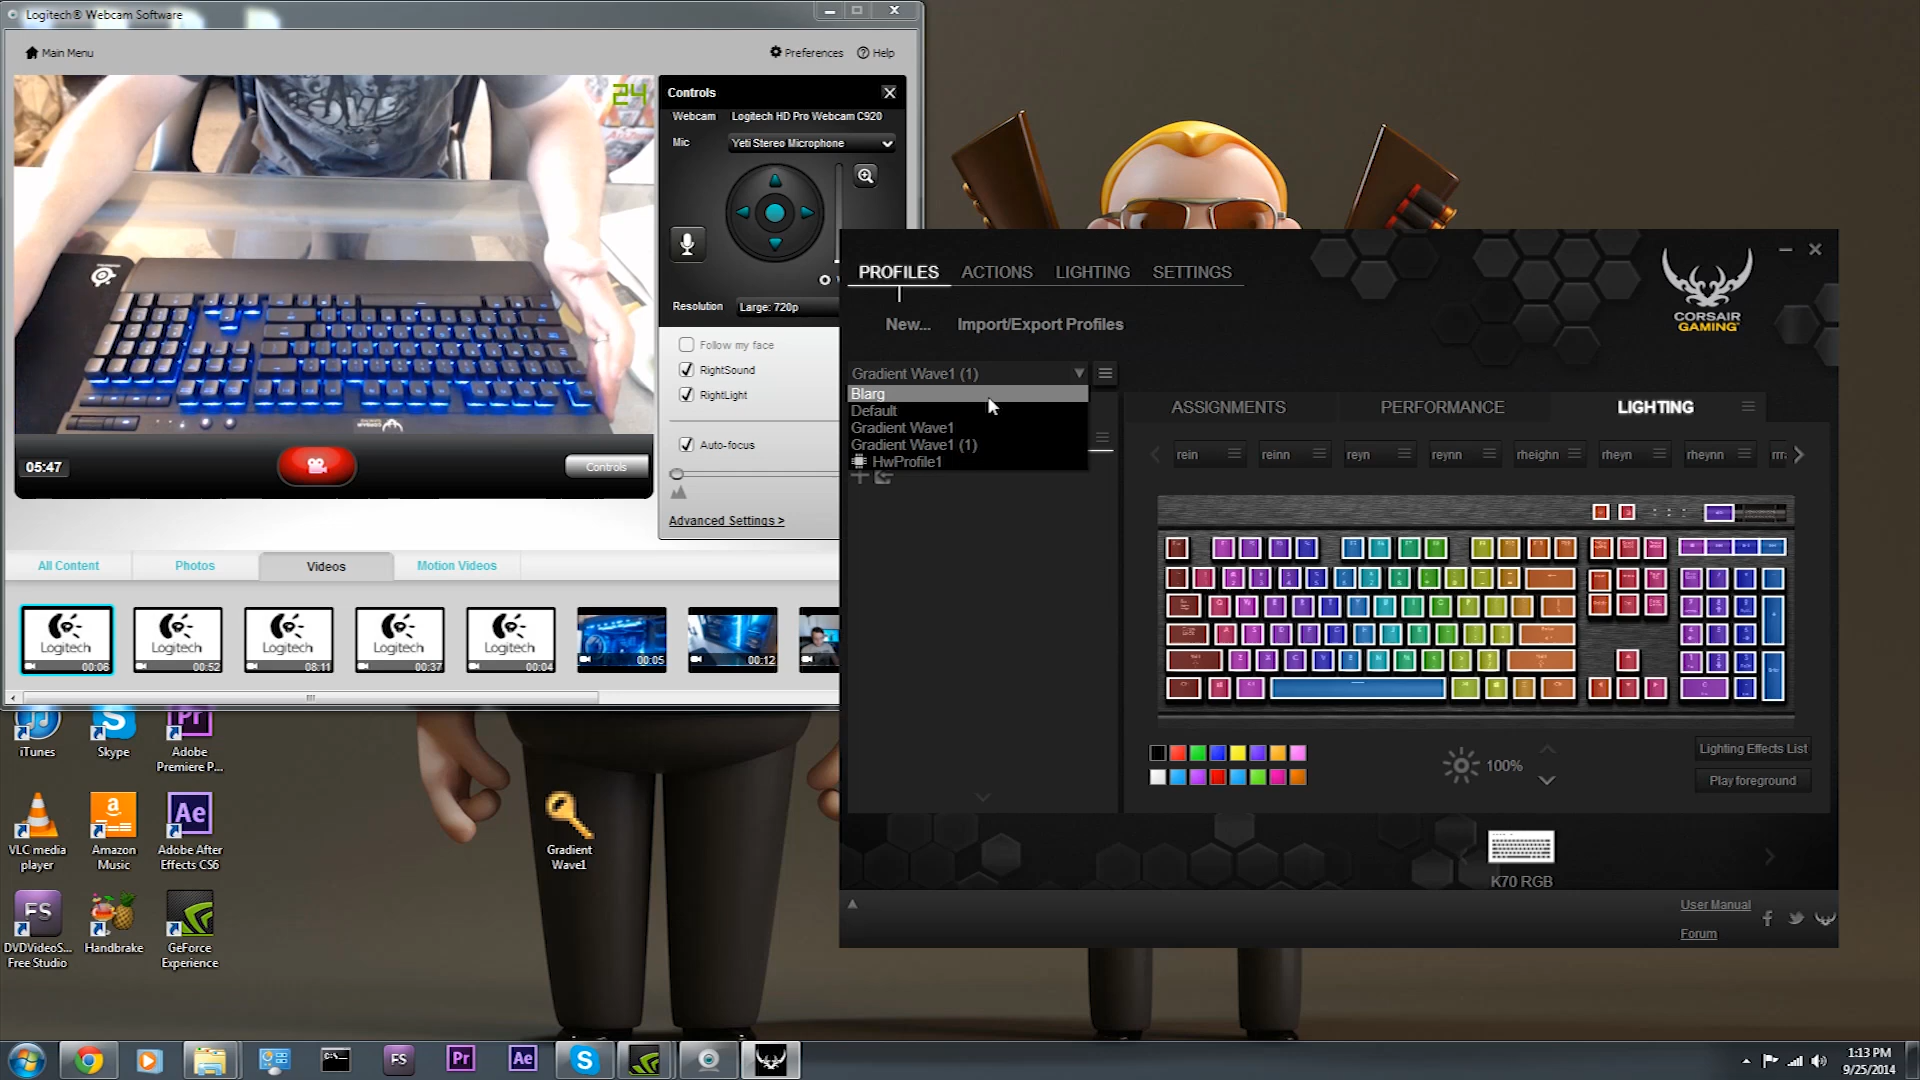 Logitech® Webcam Software
Main Menu
Preferences
Help
24
Controls
Webcam Logitech HD Pro Webcam C920
Mic Yeti Stereo Microphone
Resolution Large: 720p
Follow my face
RightSound
RightLight
Auto-focus
Advanced Settings >
05:47
Controls
All Content
Photos
Videos
Motion Videos
Logitech
00:06
Logitech
00:52
Logitech
08:11
Logitech
00:37
Logitech
00:04
00:05
00:12
PROFILES
ACTIONS
LIGHTING
SETTINGS
CORSAIR
GAMING
New...
Import/Export Profiles
Gradient Wave1 (1)
Blarg
Default
Gradient Wave1
Gradient Wave1 (1)
HwProfile1
ASSIGNMENTS
PERFORMANCE
LIGHTING
rein
reinn
reyn
reynn
rheighn
rheyn
rheynn
100%
Lighting Effects List
Play foreground
K70 RGB
User Manual
Forum
iTunes
Skype
Adobe
Premiere P...
VLC media
player
Amazon
Music
Adobe After
Effects CS6
DVDVideoS...
Free Studio
Handbrake
GeForce
Experience
Gradient
Wave1
1:13 PM
9/25/2014